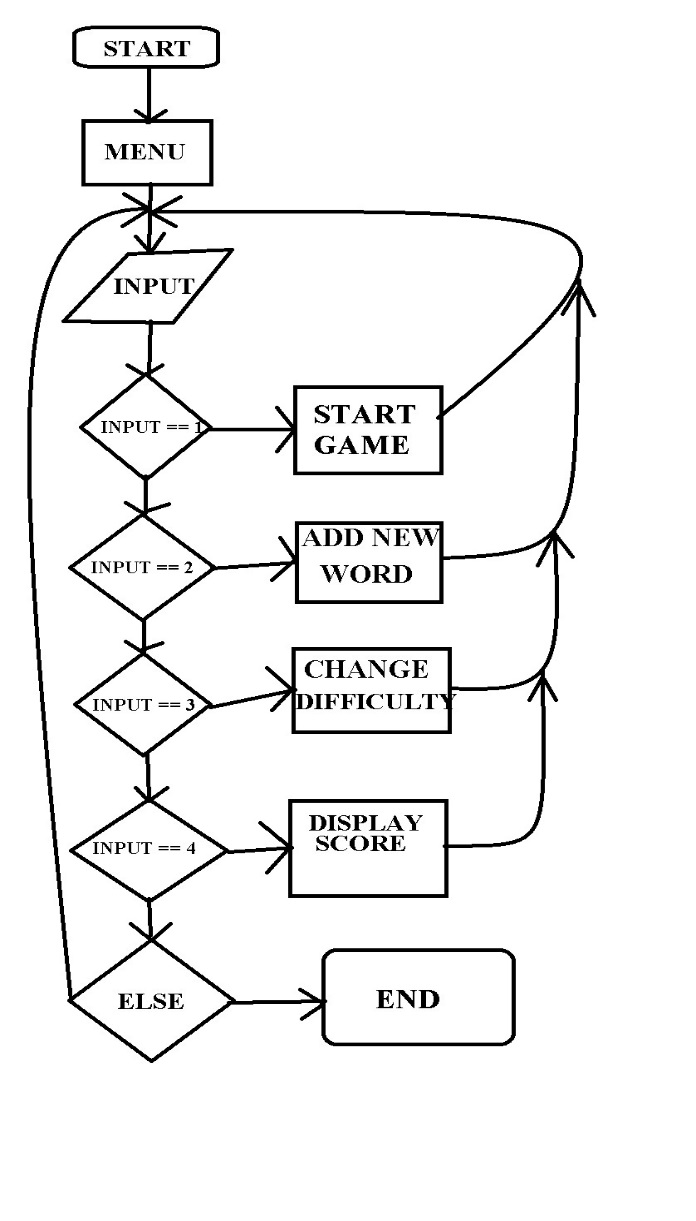 START
MENU
INPUT
INPUT == 1
START
GAME
INPUT == 2
ADD NEW
WORD
INPUT == 3
CHANGE
DIFFICULTY
INPUT == 4
DISPLAY
SCORE
ELSE
END